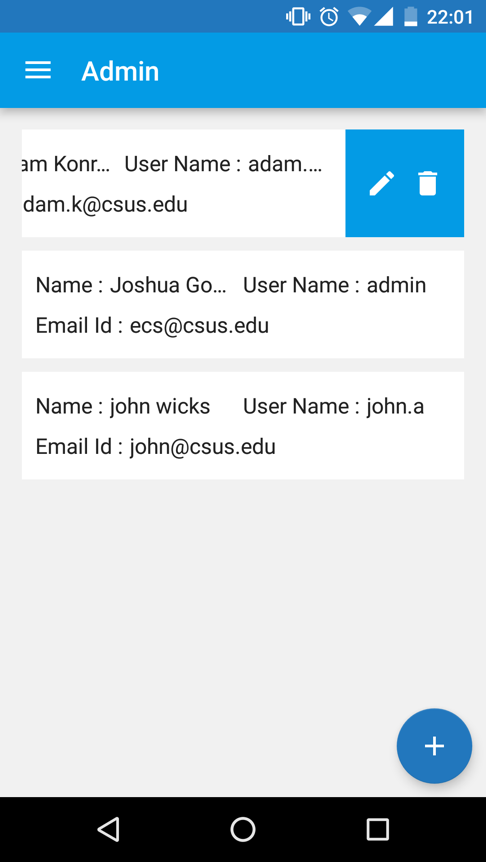 22:01
Admin
am Konr... User Name : adam....
dam.k@csus.edu
Name : Joshua Go... User Name : admin
Email Id : ecs@csus.edu
Name : john wicks User Name : john.a
Email Id : john@csus.edu